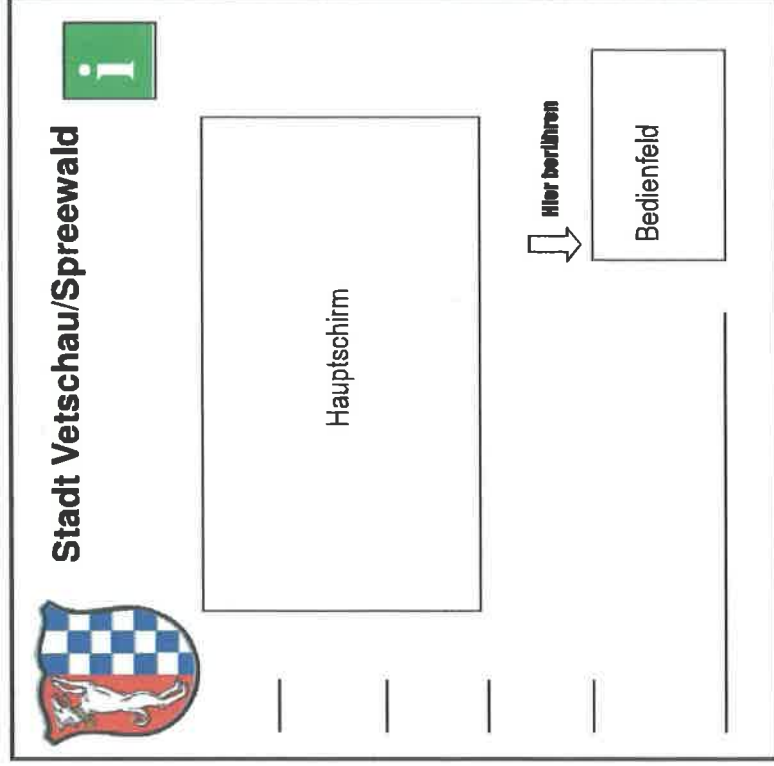 Stadt Vetschau/Spreewald
i
Hauptschirm
Hier berühren
Bedienfeld